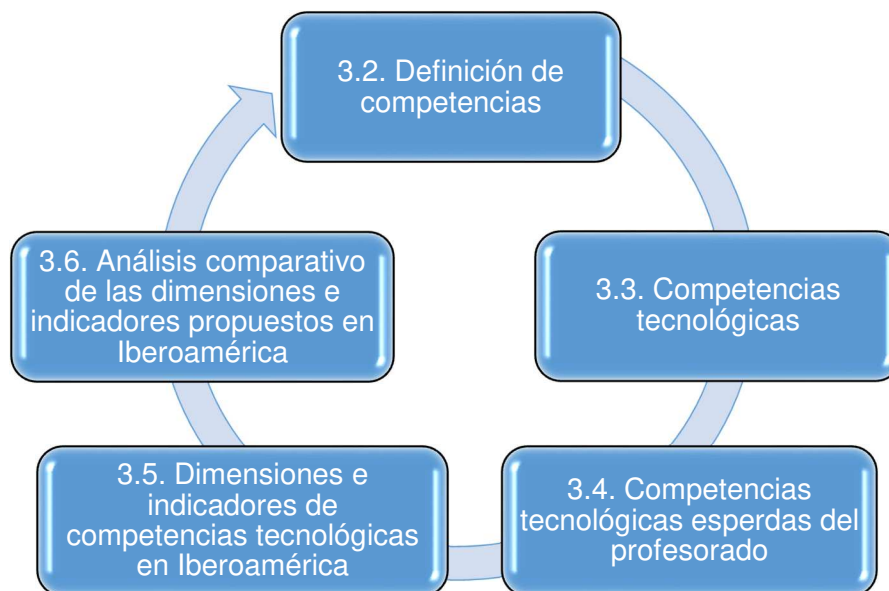 3.2. Definición de
competencias
3.3. Competencias
tecnológicas
3.4. Competencias
tecnológicas esperdas del
profesorado
3.5. Dimensiones e
indicadores de
competencias tecnológicas
en Iberoamérica
3.6. Análisis comparativo
de las dimensiones e
indicadores propuestos en
Iberoamérica